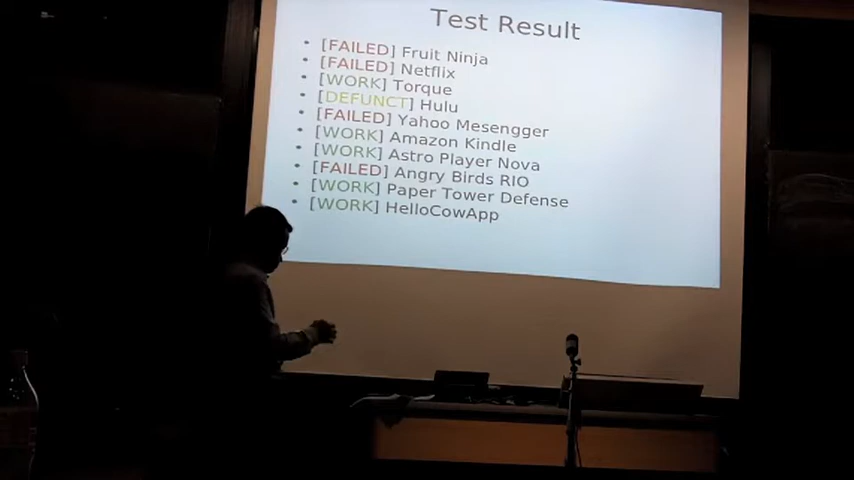 Test Result
• [FAILED] Fruit Ninja
• [FAILED] Netflix
• [WORK] Torque
• [DEFUNCT] Hulu
• [FAILED] Yahoo Mesengger
• [WORK] Amazon Kindle
• [WORK] Astro Player Nova
• [FAILED] Angry Birds RIO
• [WORK] Paper Tower Defense
• [WORK] HelloCowApp